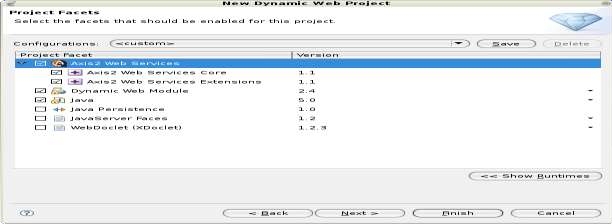 New Dynamic Web Project
Project Facets
Select the facets that should be enabled for this project.
Configurations: <custom> Save Delete
Project Facet Version
Axis2 Web Services
Axis2 Web Services Core 1.1
Axis2 Web Services Extensions 1.1
Dynamic Web Module 2.4
Java 5.0
Java Persistence 1.0
JavaServer Faces 1.2
WebDoclet (XDoclet) 1.2.3
<< Show Runtimes
? < Back Next > Finish Cancel